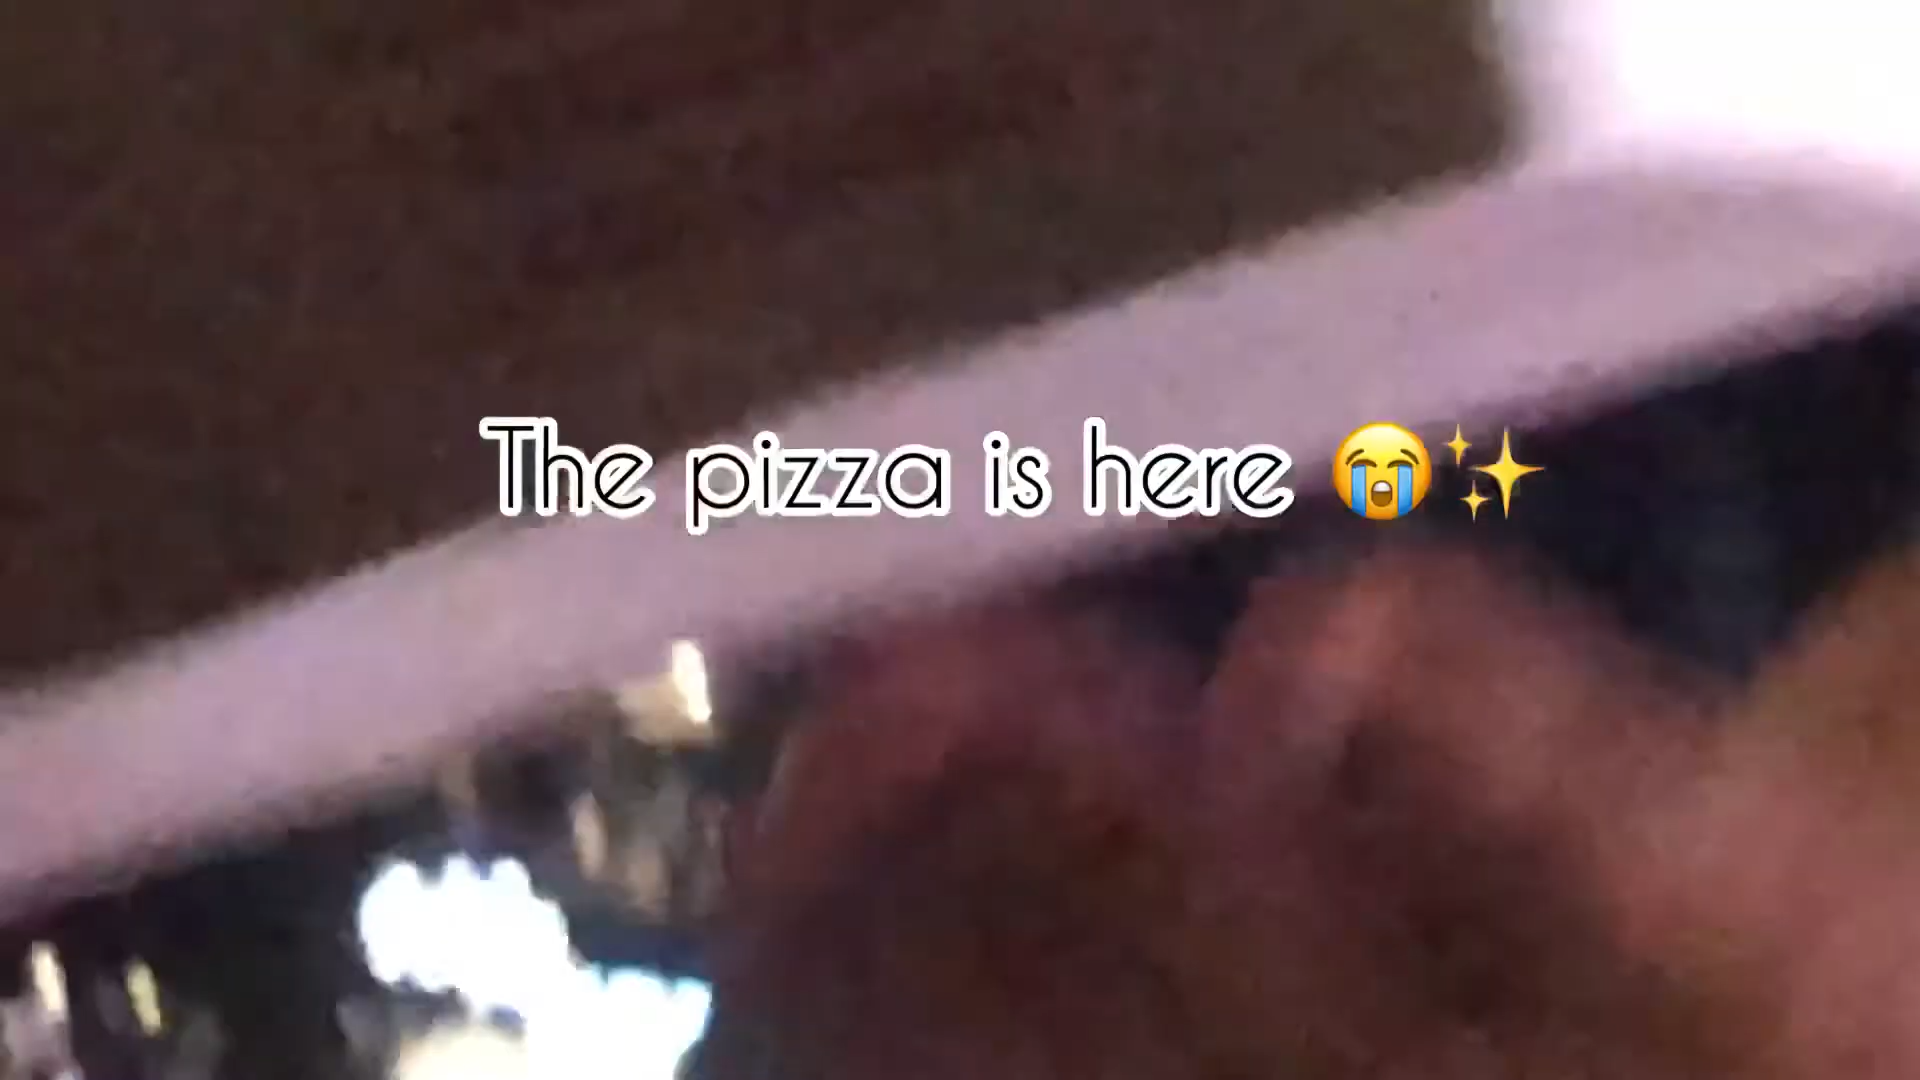 The pizza is here 😭✨